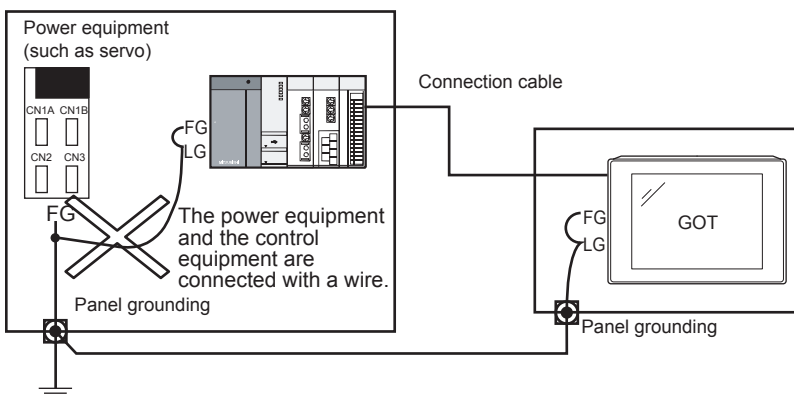 Power equipment
(such as servo)
CN1A CN1B
CN2 CN3
FG
FG
LG
Connection cable
The power equipment
and the control
equipment are
connected with a wire.
Panel grounding
FG
LG
GOT
Panel grounding